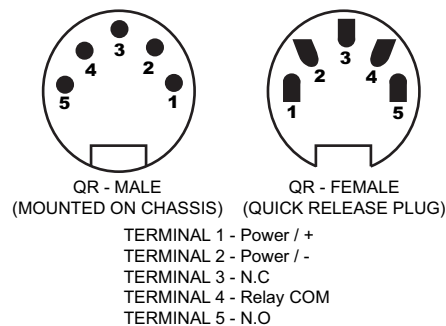 3
4
2
5
1
3
2
4
1
5
QR - MALE
(MOUNTED ON CHASSIS)
QR - FEMALE
(QUICK RELEASE PLUG)
TERMINAL 1 - Power / +
TERMINAL 2 - Power / -
TERMINAL 3 - N.C
TERMINAL 4 - Relay COM
TERMINAL 5 - N.O